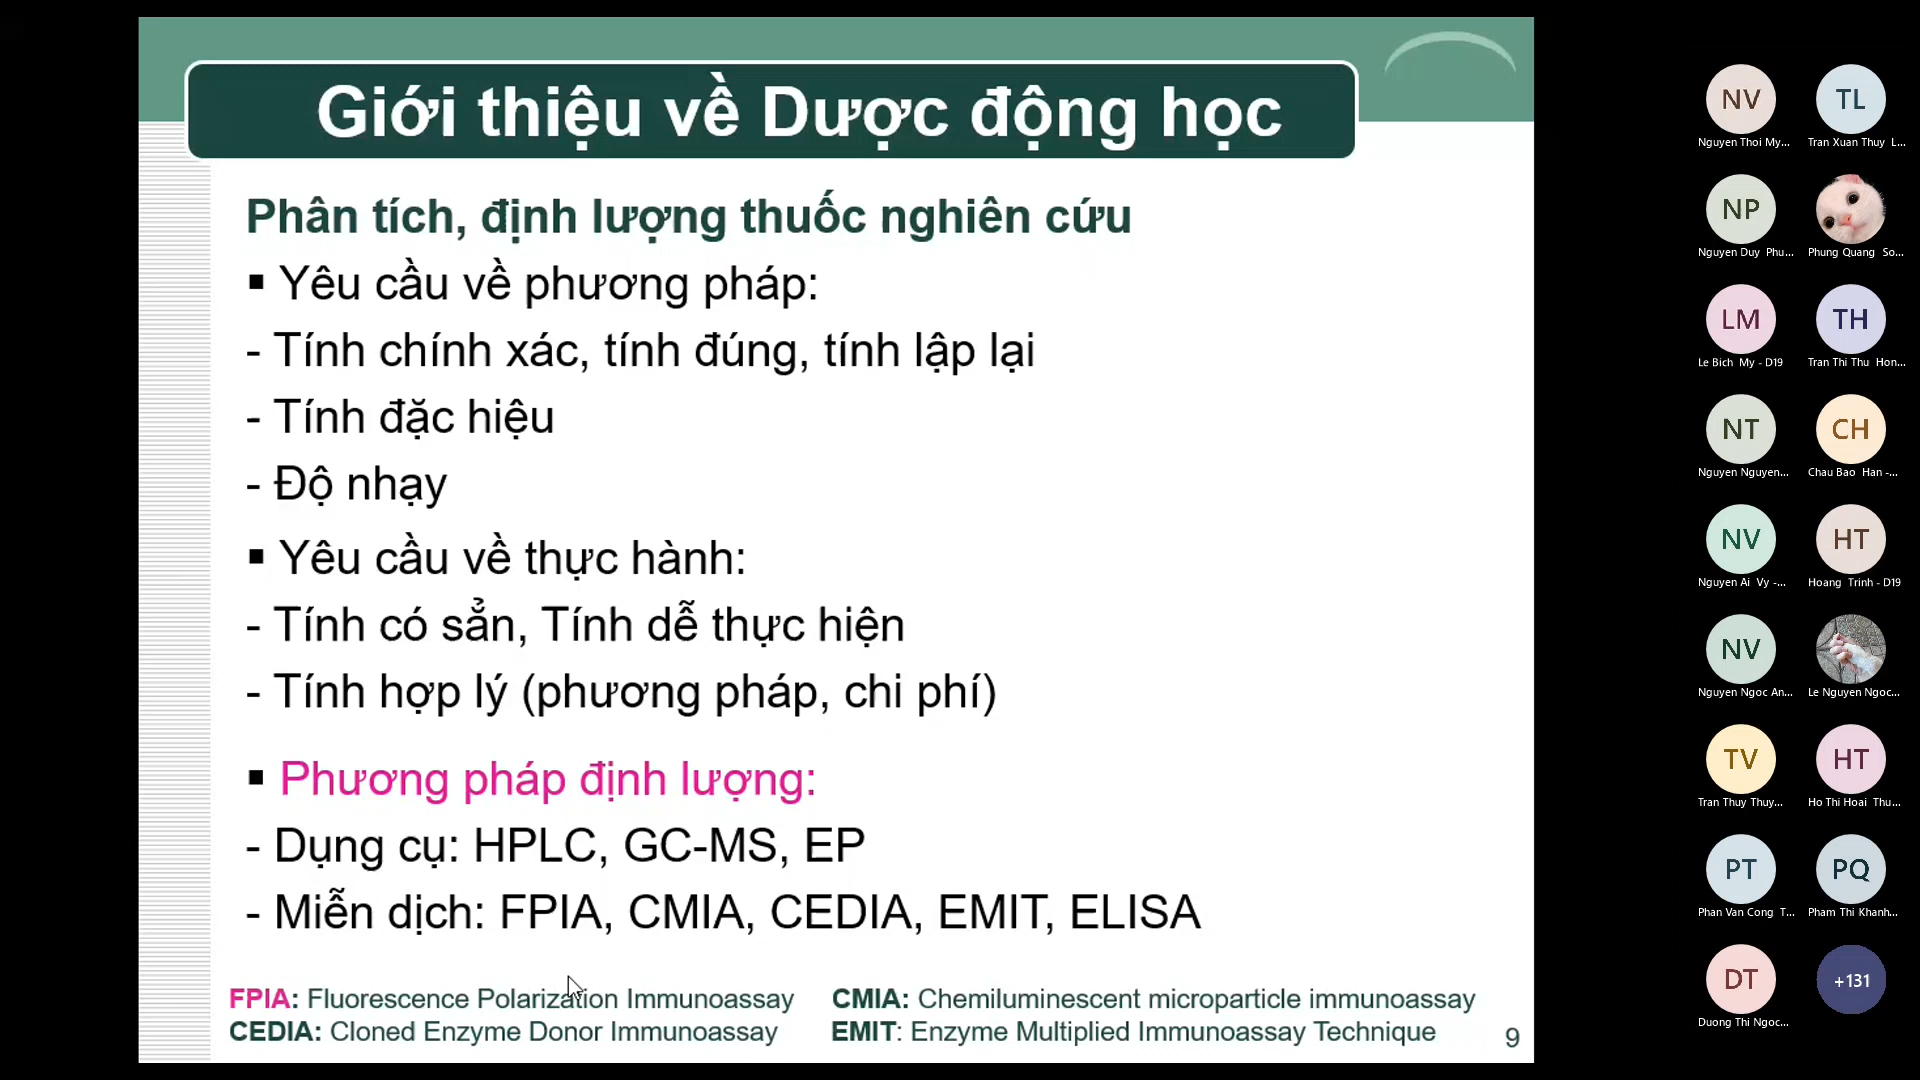 Giới thiệu về Dược động học
Phân tích, định lượng thuốc nghiên cứu
▪ Yêu cầu về phương pháp:
- Tính chính xác, tính đúng, tính lập lại
- Tính đặc hiệu
- Độ nhạy
▪ Yêu cầu về thực hành:
- Tính có sẳn, Tính dễ thực hiện
- Tính hợp lý (phương pháp, chi phí)
▪ Phương pháp định lượng:
- Dụng cụ: HPLC, GC-MS, EP
- Miễn dịch: FPIA, CMIA, CEDIA, EMIT, ELISA
FPIA: Fluorescence Polarization Immunoassay
CMIA: Chemiluminescent microparticle immunoassay
CEDIA: Cloned Enzyme Donor Immunoassay
EMIT: Enzyme Multiplied Immunoassay Technique
9
NV
TL
Nguyen Thoi My...
Tran Xuan Thuy L...
NP
Nguyen Duy Phu...
Phung Quang So...
LM
TH
Le Bich My - D19
Tran Thi Thu Hon...
NT
CH
Nguyen Nguyen...
Chau Bao Han -...
NV
HT
Nguyen Ai Vy -...
Hoang Trinh - D19
NV
Nguyen Ngoc An...
Le Nguyen Ngoc...
TV
HT
Tran Thuy Thuy...
Ho Thi Hoai Thu...
PT
PQ
Phan Van Cong T...
Pham Thi Khanh...
DT
+131
Duong Thi Ngoc...